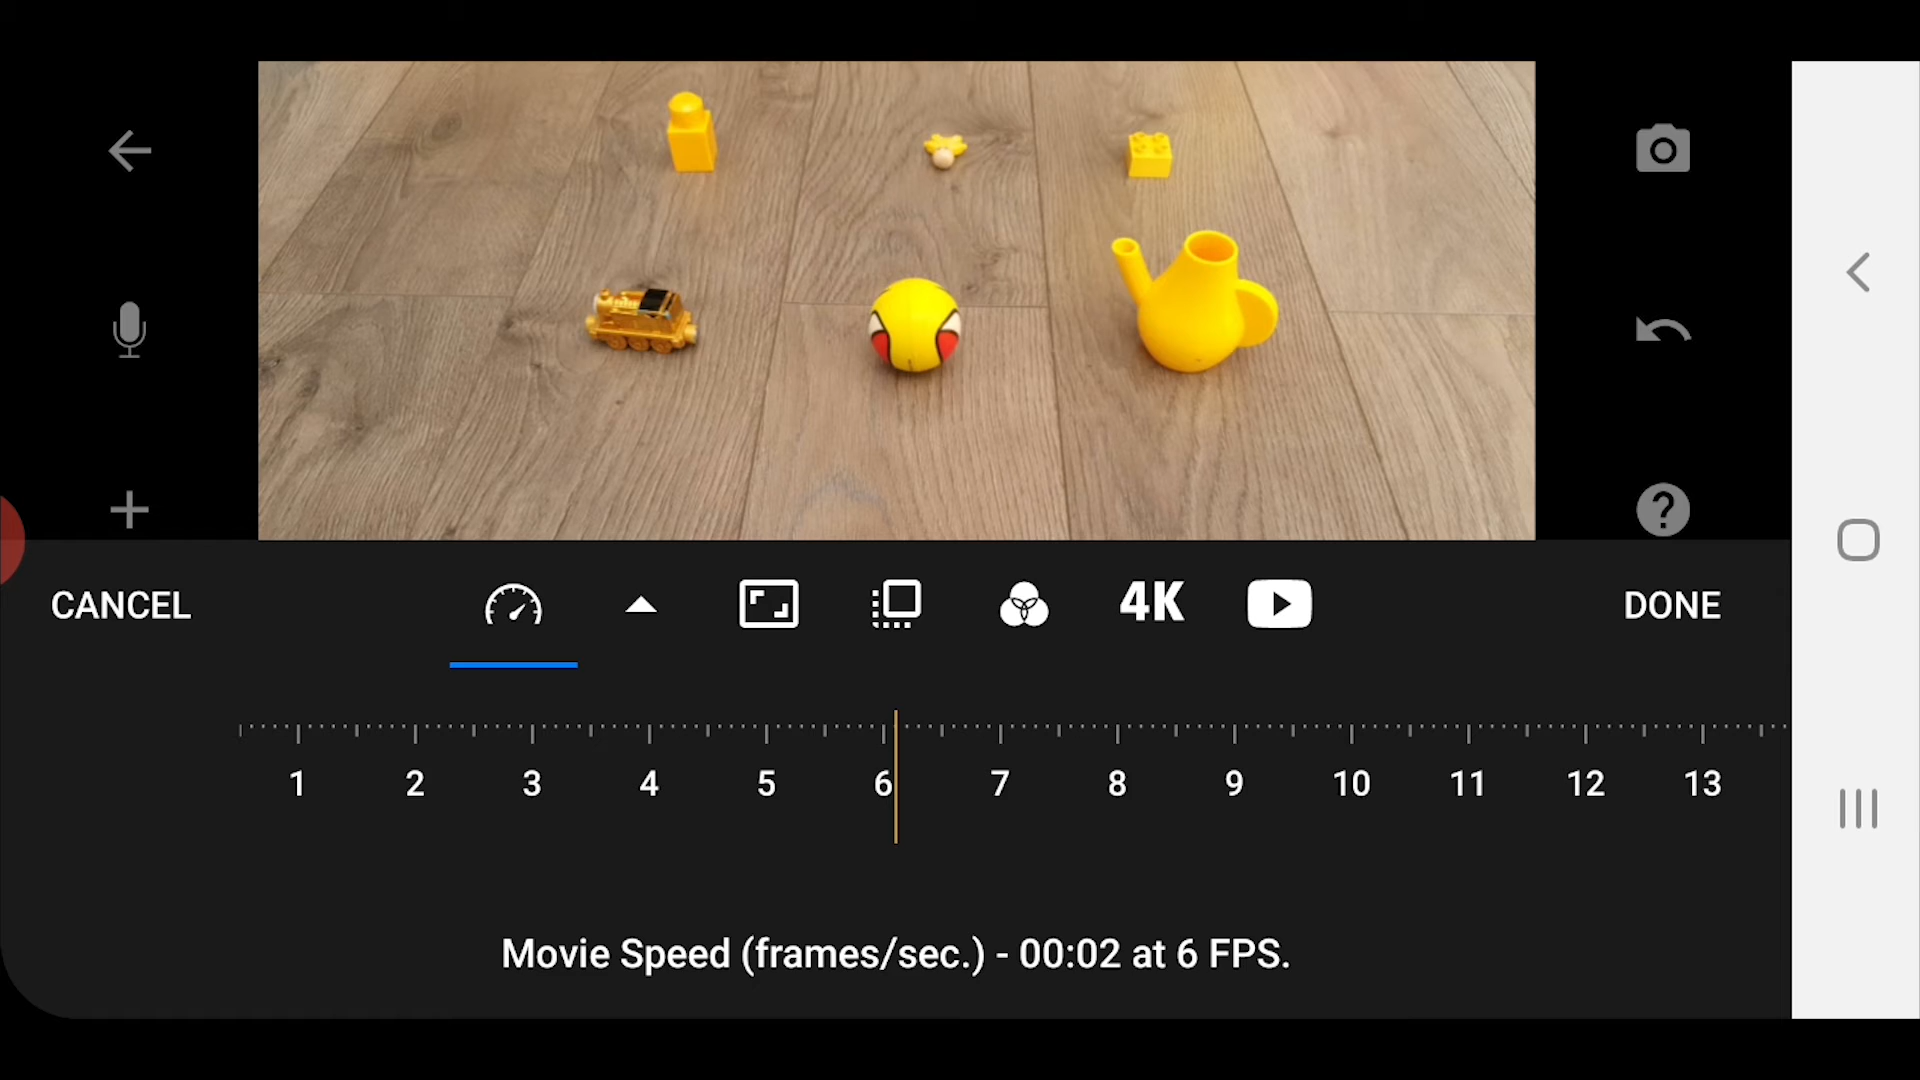 CANCEL
4K
DONE
1 2 3 4 5 6 7 8 9 10 11 12 13
Movie Speed (frames/sec.) - 00:02 at 6 FPS.